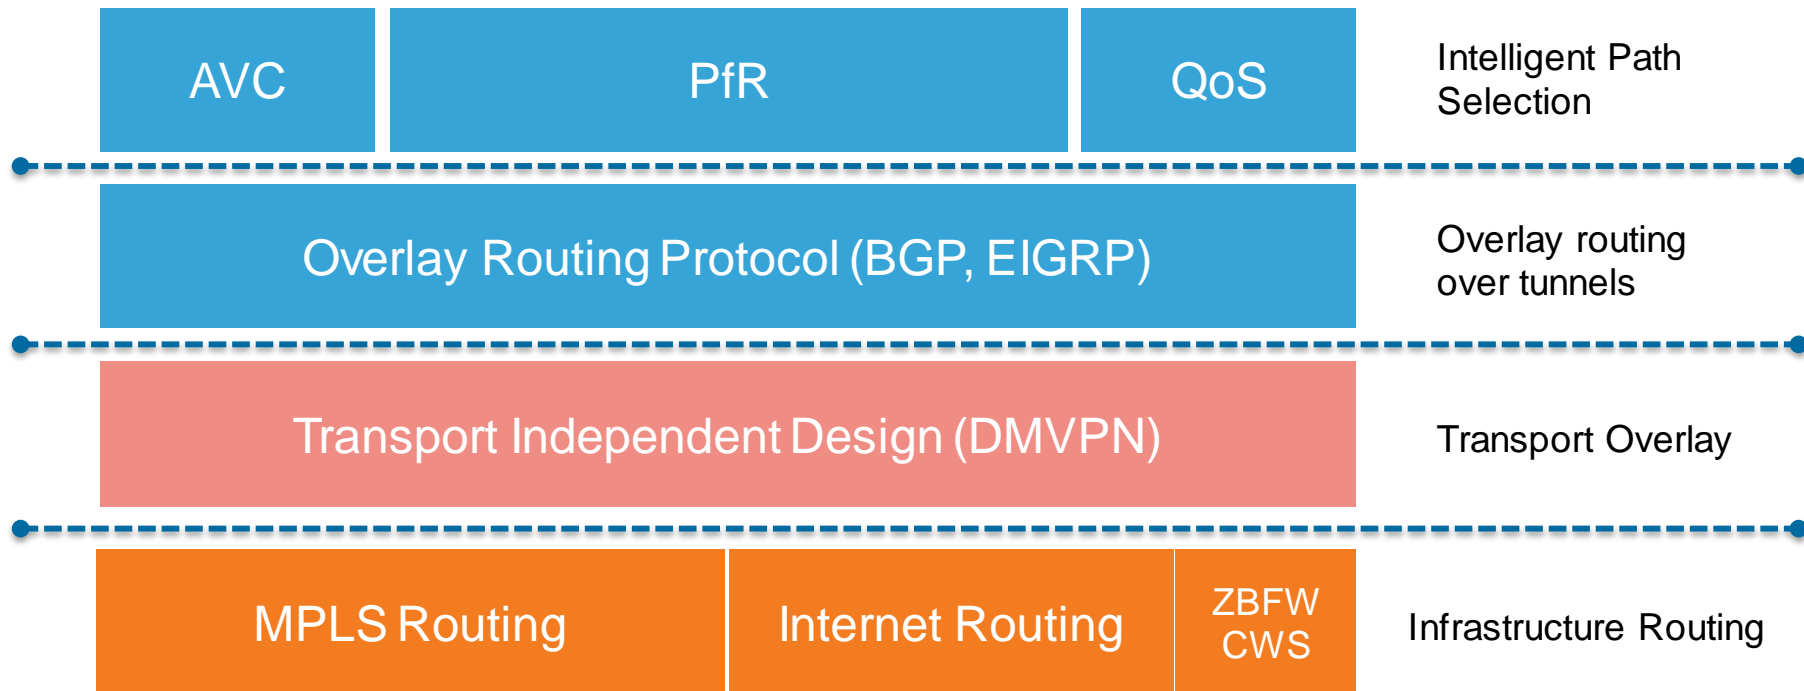 AVC
PfR
QoS
Intelligent Path
Selection
Overlay Routing Protocol (BGP, EIGRP)
Overlay routing
over tunnels
Transport Independent Design (DMVPN)
Transport Overlay
MPLS Routing
Internet Routing
ZBFW
CWS
Infrastructure Routing